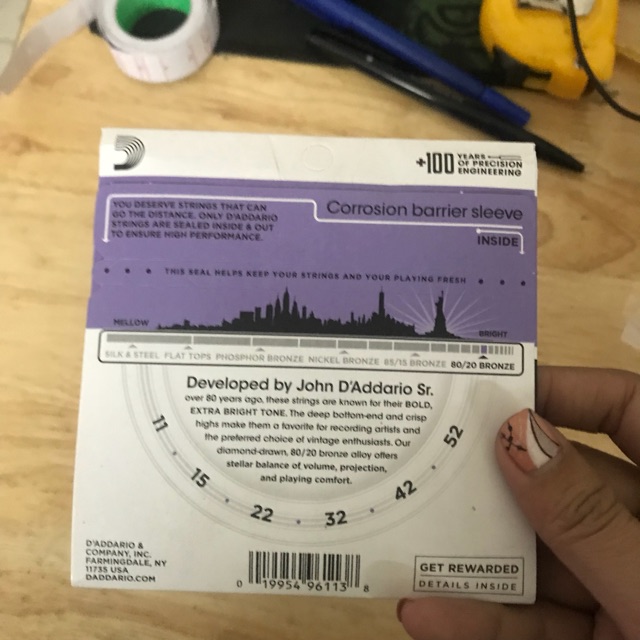 +100 YEARS OF PRECISION ENGINEERING
YOU DESERVE STRINGS THAT CAN
GO THE DISTANCE. ONLY D'ADDARIO
STRINGS ARE SEALED INSIDE & OUT
TO ENSURE HIGH PERFORMANCE.
Corrosion barrier sleeve
INSIDE
THIS SEAL HELPS KEEP YOUR STRINGS AND YOUR PLAYING FRESH
MELLOW
BRIGHT
SILK & STEEL FLAT TOPS PHOSPHOR BRONZE NICKEL BRONZE 85/15 BRONZE 80/20 BRONZE
Developed by John D'Addario Sr.
over 80 years ago, these strings are known for their BOLD,
EXTRA BRIGHT TONE. The deep bottom-end and crisp
highs make them a favorite for recording artists and
the preferred choice of vintage enthusiasts. Our
diamond-drawn, 80/20 bronze alloy offers
stellar balance of volume, projection,
and playing comfort.
11 15 22 32 42 52
D'ADDARIO &
COMPANY, INC.
FARMINGDALE, NY
11735 USA
DADDARIO.COM
0 19954 96113 8
GET REWARDED
DETAILS INSIDE